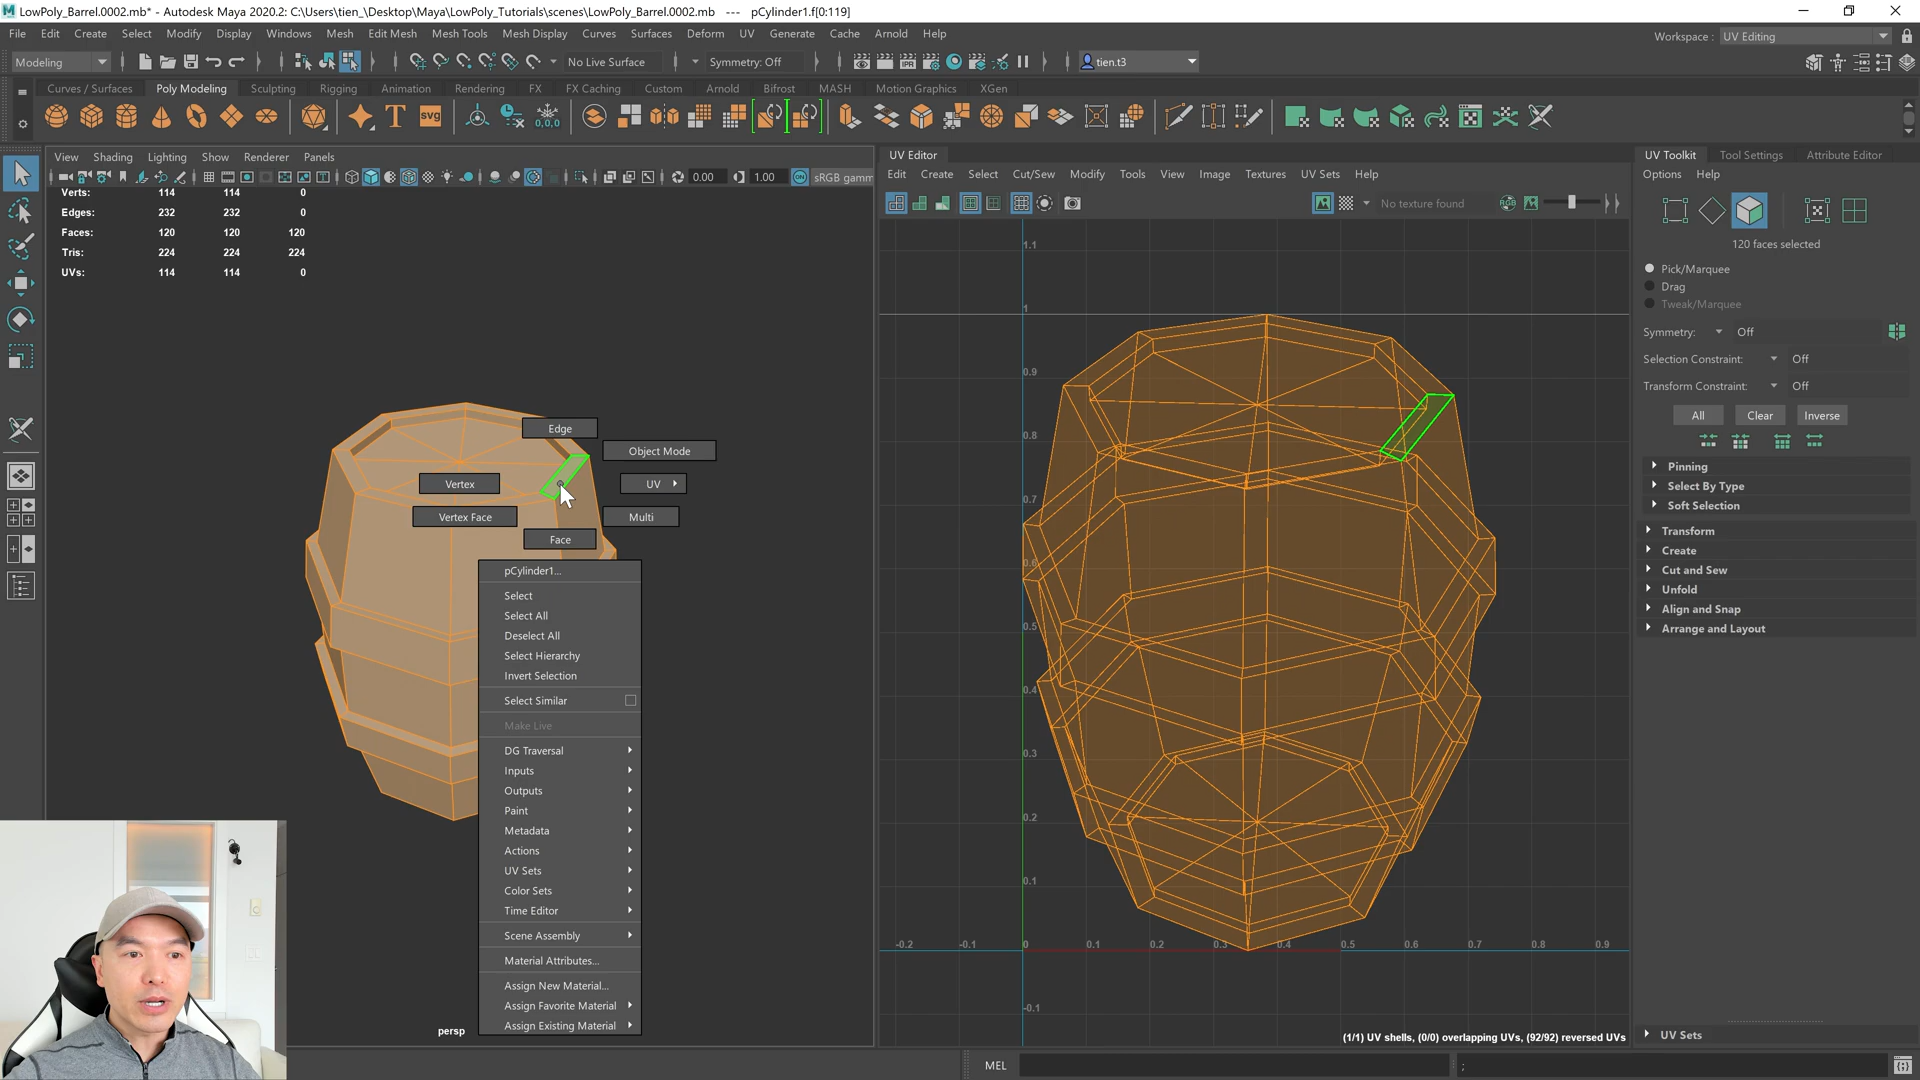 LowPoly_Barrel.0002.mb* - Autodesk Maya 2020.2: C:\Users\tien_\Desktop\Maya\LowPoly_Tutorials\scenes\LowPoly_Barrel.0002.mb --- pCylinder1.f[0:119]
File Edit Create Select Modify Display Windows Mesh Edit Mesh Mesh Tools Mesh Display Curves Surfaces Deform UV Generate Cache Arnold Help
Workspace : UV Editing
Modeling No Live Surface Symmetry: Off IPR tien.t3
Curves / Surfaces Poly Modeling Sculpting Rigging Animation Rendering FX FX Caching Custom Arnold Bifrost MASH Motion Graphics XGen
T svg 0,0,0
View Shading Lighting Show Renderer Panels
0.00 1.00 ON sRGB gamm
Verts: 114 114 0
Edges: 232 232 0
Faces: 120 120 120
Tris: 224 224 224
UVs: 114 114 0
Edge
Object Mode
Vertex
UV
Vertex Face
Multi
Face
pCylinder1...
Select
Select All
Deselect All
Select Hierarchy
Invert Selection
Select Similar
Make Live
DG Traversal
Inputs
Outputs
Paint
Metadata
Actions
UV Sets
Color Sets
Time Editor
Scene Assembly
Material Attributes...
Assign New Material...
Assign Favorite Material
Assign Existing Material
persp
UV Editor
Edit Create Select Cut/Sew Modify Tools View Image Textures UV Sets Help
No texture found RGB
1.1
1
0.9
0.8
0.7
0.6
0.5
0.4
0.3
0.2
0.1
-0.2 -0.1 0 0.1 0.2 0.3 0.4 0.5 0.6 0.7 0.8 0.9
-0.1
(1/1) UV shells, (0/0) overlapping UVs, (92/92) reversed UVs
UV Toolkit Tool Settings Attribute Editor
Options Help
120 faces selected
Pick/Marquee
Drag
Tweak/Marquee
Symmetry: Off
Selection Constraint: Off
Transform Constraint: Off
All Clear Inverse
Pinning
Select By Type
Soft Selection
Transform
Create
Cut and Sew
Unfold
Align and Snap
Arrange and Layout
UV Sets
MEL ;